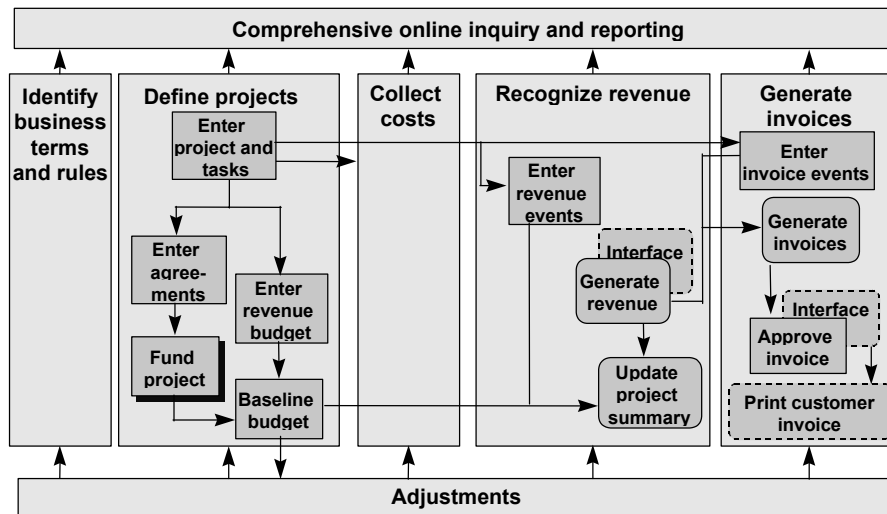 Comprehensive online inquiry and reporting
Identify
business
terms
and rules
Define projects
Enter
project and
tasks
Enter
agree-
ments
Enter
revenue
budget
Fund
project
Baseline
budget
Collect
costs
Recognize revenue
Enter
revenue
events
Interface
Generate
revenue
Update
project
summary
Generate
invoices
Enter
invoice events
Generate
invoices
Interface
Approve
invoice
Print customer
invoice
Adjustments